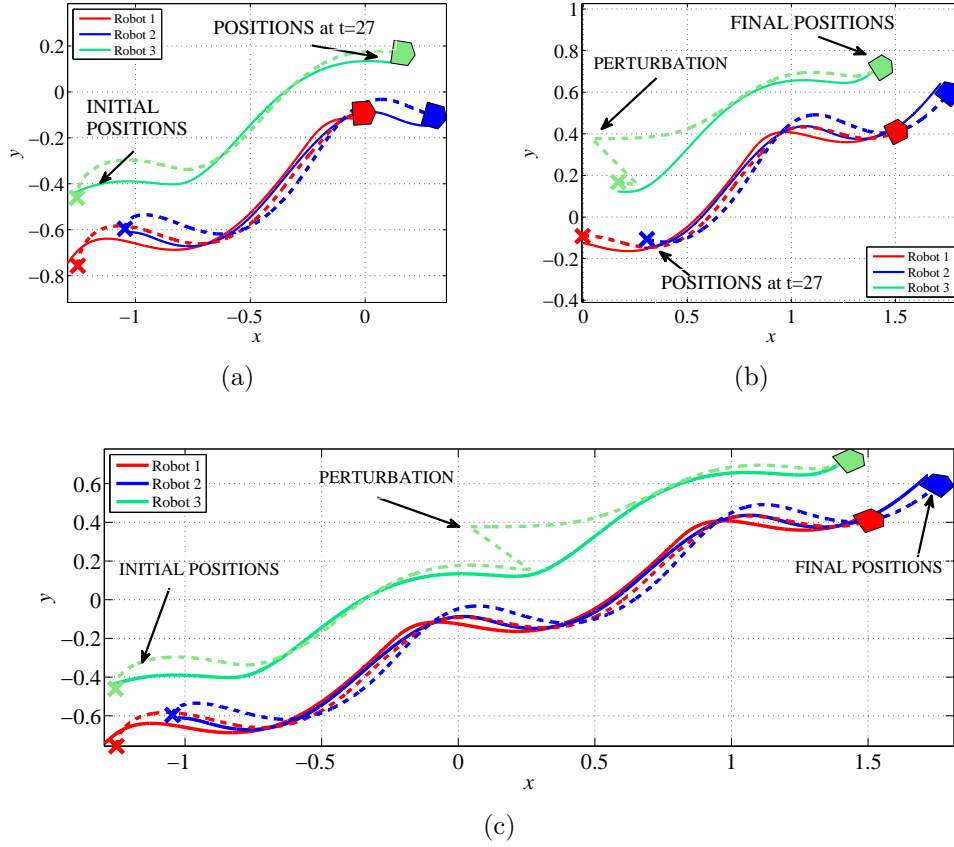 Robot 1
Robot 2
Robot 3
POSITIONS at t=27
INITIAL
POSITIONS
0.2
0
−0.2
−0.4
−0.6
−0.8
y
−1
−0.5
0
x
(a)
FINAL POSITIONS
PERTURBATION
1
0.8
0.6
0.4
0.2
0
−0.2
−0.4
y
Robot 1
Robot 2
Robot 3
POSITIONS at t=27
0
0.5
1
1.5
x
(b)
Robot 1
Robot 2
Robot 3
PERTURBATION
INITIAL POSITIONS
FINAL POSITIONS
0.6
0.4
0.2
0
−0.2
−0.4
−0.6
y
−1
−0.5
0
0.5
1
1.5
x
(c)